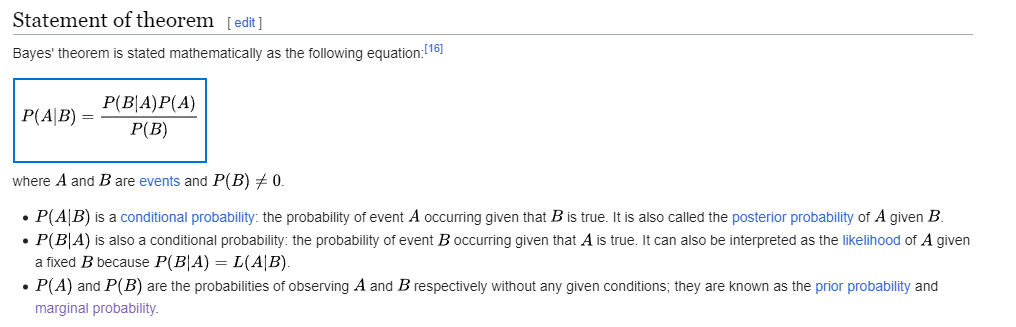 Statement of theorem [ edit ]
Bayes' theorem is stated mathematically as the following equation:[16]
P(A|B) = P(B|A)P(A) / P(B)
where A and B are events and P(B) ≠ 0.
• P(A|B) is a conditional probability: the probability of event A occurring given that B is true. It is also called the posterior probability of A given B.
• P(B|A) is also a conditional probability: the probability of event B occurring given that A is true. It can also be interpreted as the likelihood of A given
a fixed B because P(B|A) = L(A|B).
• P(A) and P(B) are the probabilities of observing A and B respectively without any given conditions; they are known as the prior probability and
marginal probability.